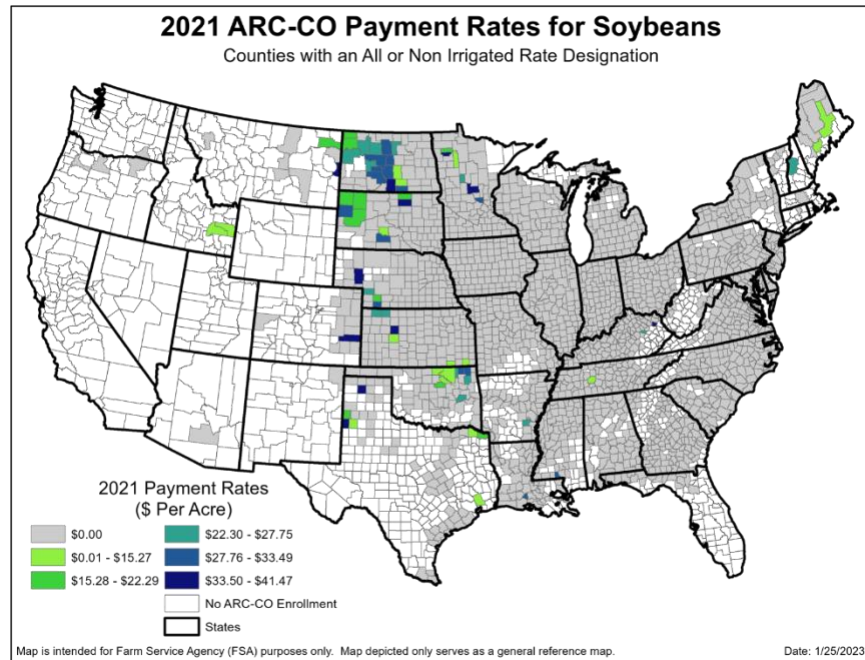 2021 ARC-CO Payment Rates for Soybeans
Counties with an All or Non Irrigated Rate Designation
2021 Payment Rates
($ Per Acre)
$0.00
$0.01 - $15.27
$15.28 - $22.29
$22.30 - $27.75
$27.76 - $33.49
$33.50 - $41.47
No ARC-CO Enrollment
States
Map is intended for Farm Service Agency (FSA) purposes only. Map depicted only serves as a general reference map.
Date: 1/25/2023